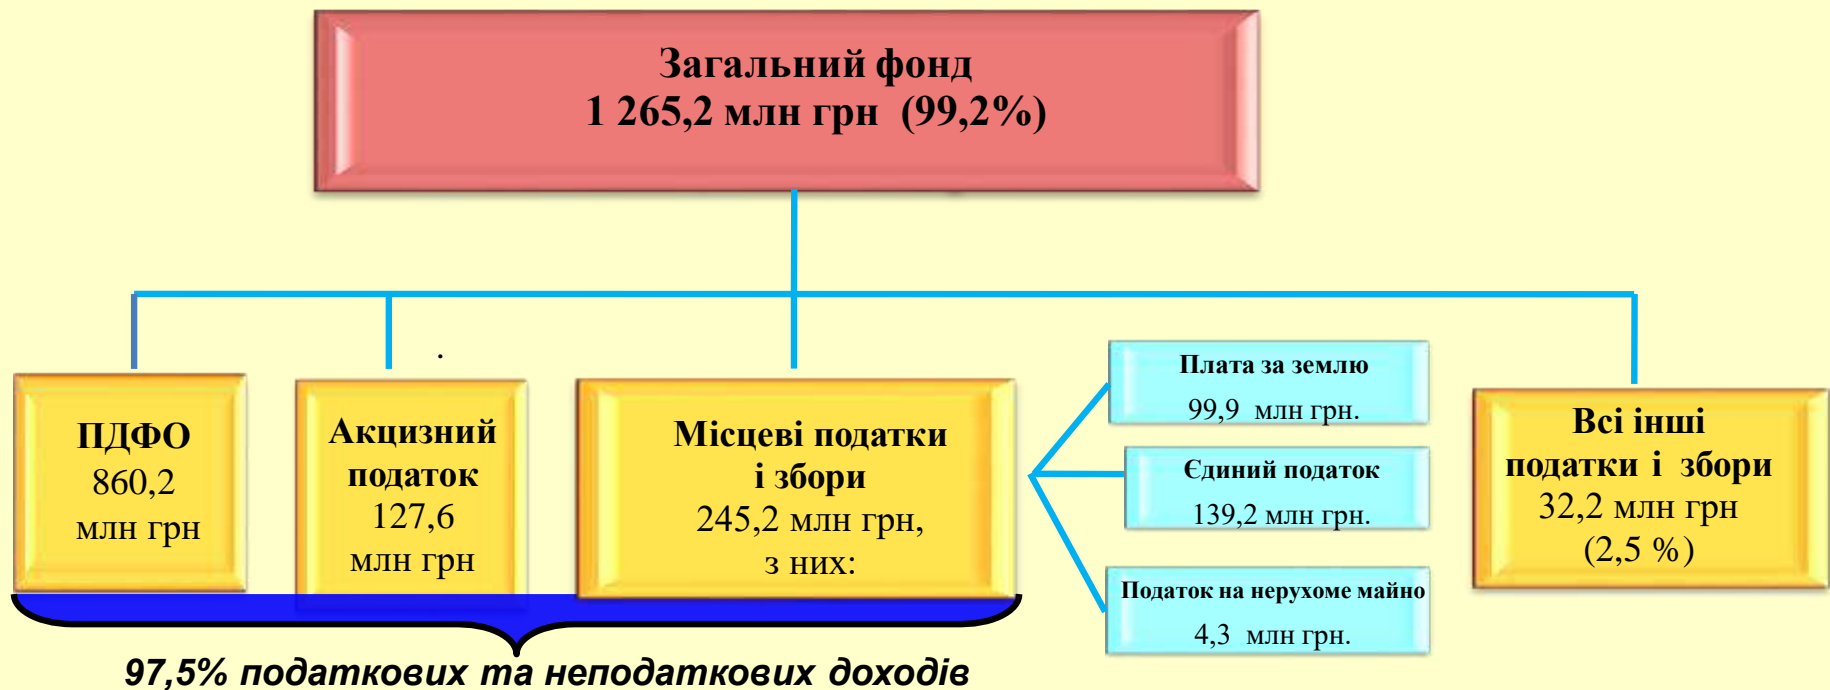 Загальний фонд
1 265,2 млн грн (99,2%)
.
ПДФО
860,2
млн грн
Акцизний
податок
127,6
млн грн
Місцеві податки
і збори
245,2 млн грн,
з них:
Плата за землю
99,9 млн грн.
Єдиний податок
139,2 млн грн.
Податок на нерухоме майно
4,3 млн грн.
Всі інші
податки і збори
32,2 млн грн
(2,5 %)
97,5% податкових та неподаткових доходів